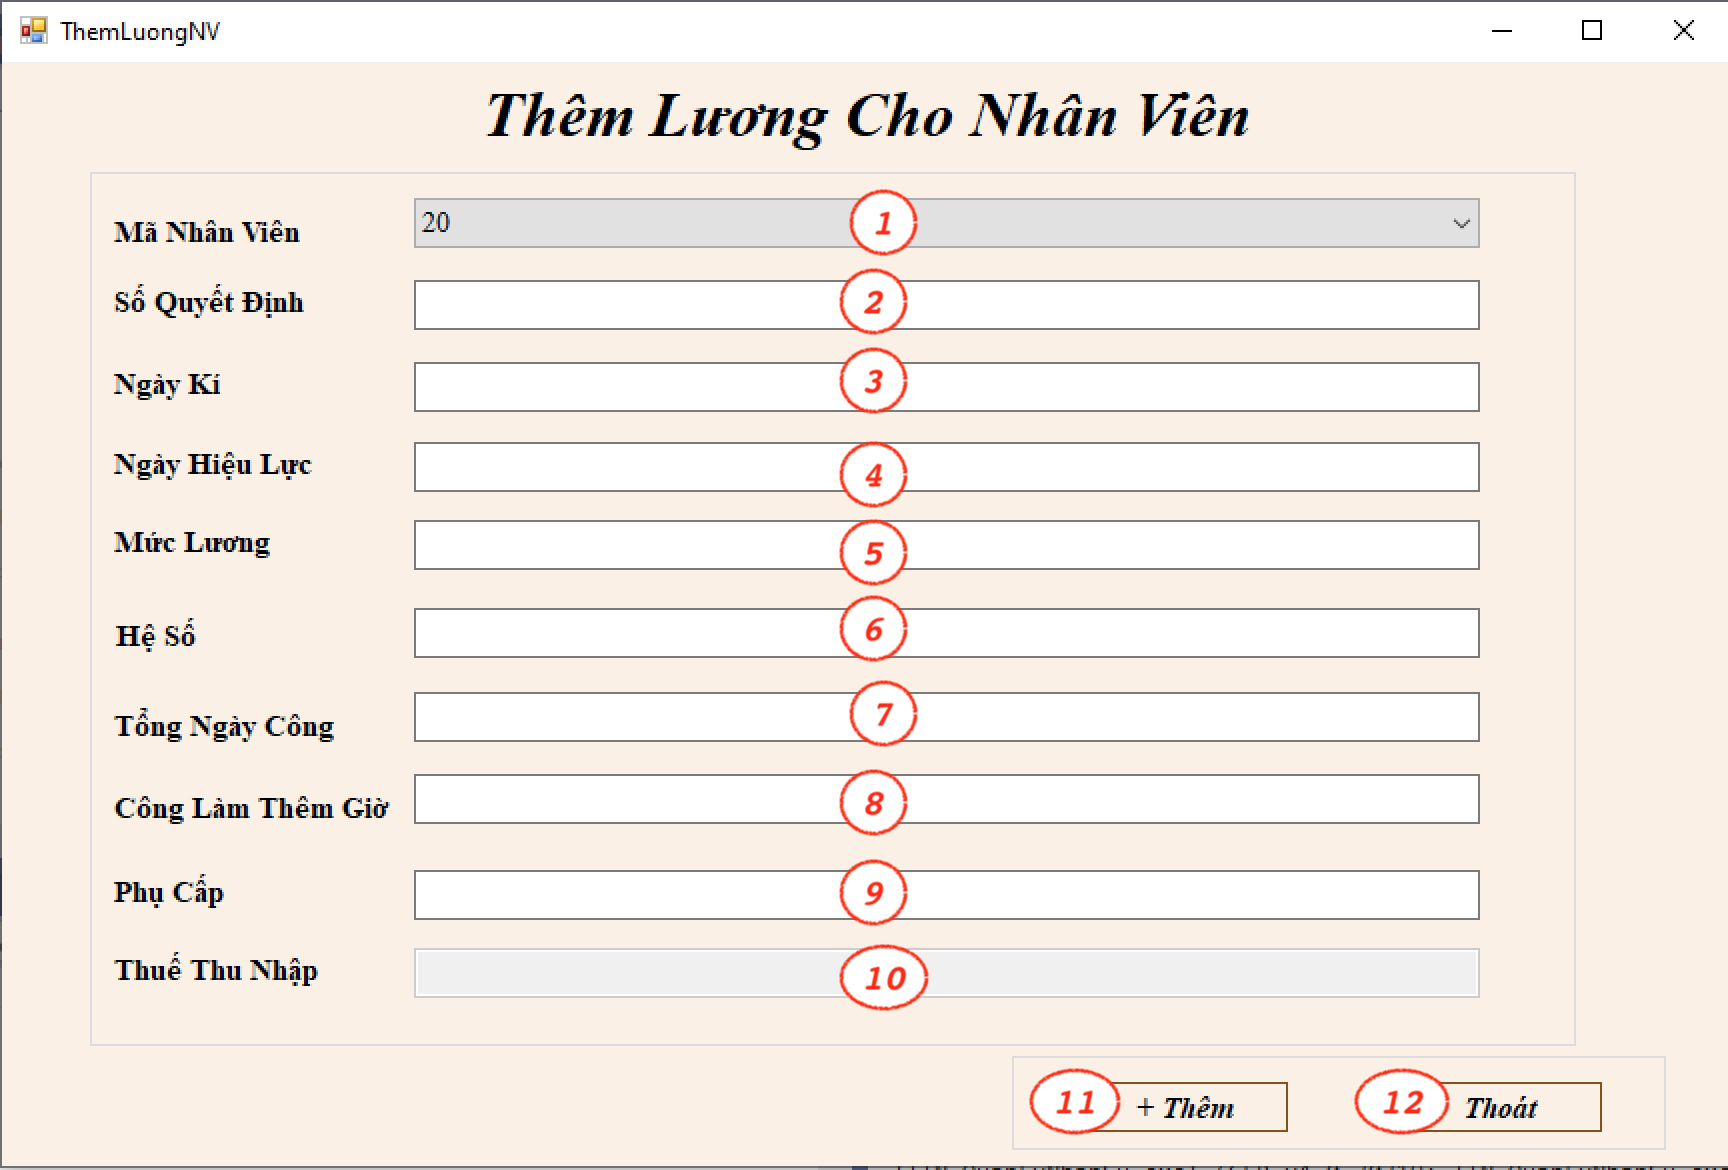 ThemLuongNV
Thêm Lương Cho Nhân Viên
Mã Nhân Viên 20 1
Số Quyết Định 2
Ngày Kí 3
Ngày Hiệu Lực 4
Mức Lương 5
Hệ Số 6
Tổng Ngày Công 7
Công Làm Thêm Giờ 8
Phụ Cấp 9
Thuế Thu Nhập 10
11 + Thêm 12 Thoát